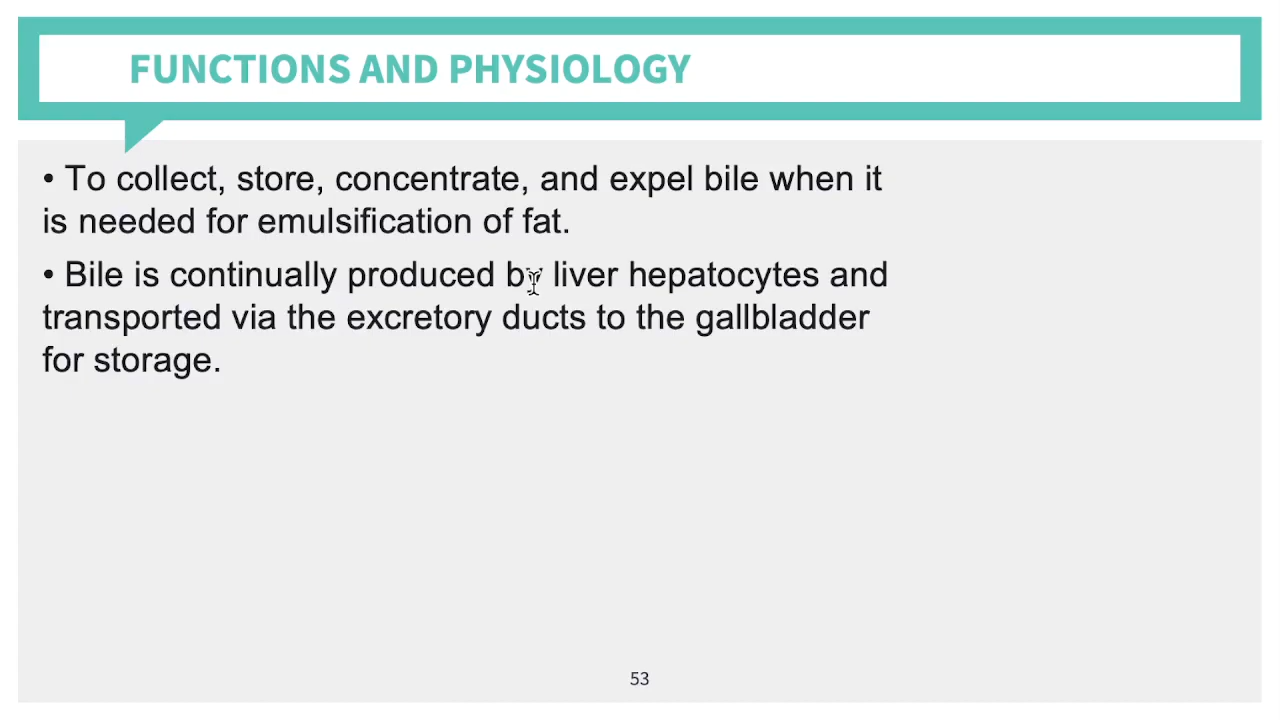 FUNCTIONS AND PHYSIOLOGY
• To collect, store, concentrate, and expel bile when it
is needed for emulsification of fat.
• Bile is continually produced by liver hepatocytes and
transported via the excretory ducts to the gallbladder
for storage.
53